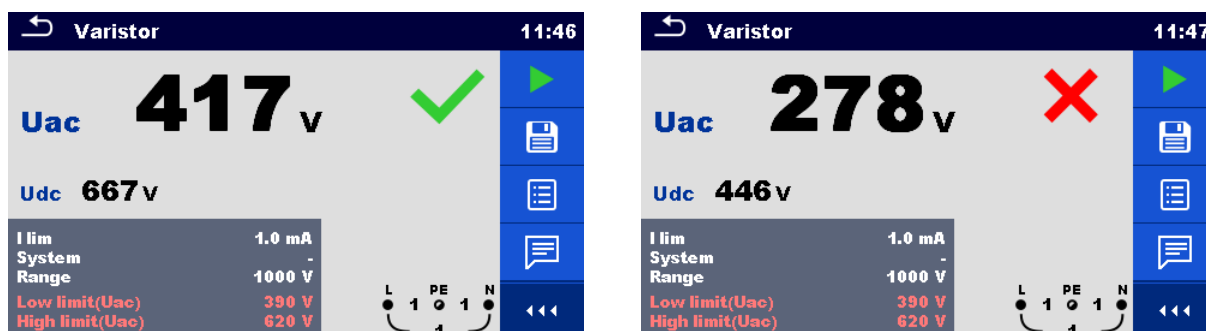 Varistor 11:46
Uac 417 V
Udc 667 V
I lim 1.0 mA
System -
Range 1000 V
Low limit(Uac) 390 V
High limit(Uac) 620 V
L PE N
1 1
1
Varistor 11:47
Uac 278 V
Udc 446 V
I lim 1.0 mA
System -
Range 1000 V
Low limit(Uac) 390 V
High limit(Uac) 620 V
L PE N
1 1
1